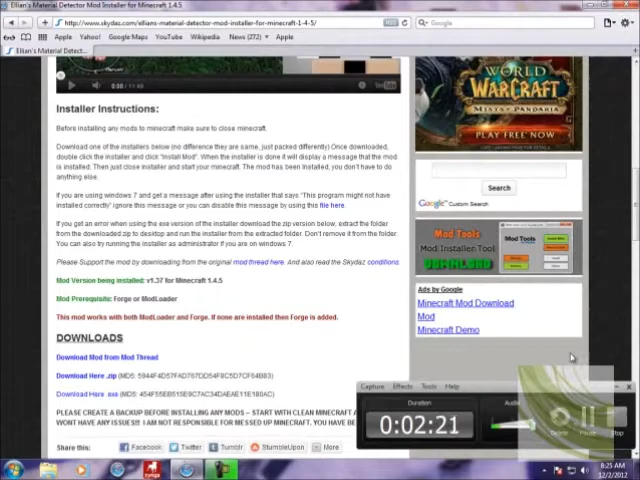 Ellian's Material Detector Mod Installer for Minecraft 1.4.5
http://www.skydaz.com/ellians-material-detector-mod-installer-for-minecraft-1-4-5/
Google
Apple Yahoo! Google Maps YouTube Wikipedia News (272) Apple
Ellian's Material Detect...
0:00 / 11:49
WORLD
WARCRAFT
MISTS OF PANDARIA
PLAY FREE NOW
Installer Instructions:
Before installing any mods to minecraft make sure to close minecraft.
Download one of the installers below (no difference they are same, just packed differently) Once downloaded,
double click the installer and click "Install Mod". When the installer is done it will display a message that the mod
is installed. Then just close installer and start your minecraft. The mod has been Installed, you don't have to do
anything else.
If you are using windows 7 and get a message after using the installer that says "This program might not have
installed correctly" ignore this message or you can disable this message by using this file here.
If you get an error when using the exe version of the installer download the zip version below, extract the folder
from the downloaded zip to desktop and run the installer from the extracted folder. Don't remove it from the folder.
You can also try running the installer as administrator if you are on windows 7.
Please Support the mod by downloading from the original mod thread here. And also read the Skydaz conditions.
Mod Version being installed: v1.37 for Minecraft 1.4.5
Mod Prerequisite: Forge or ModLoader
This mod works with both ModLoader and Forge. If none are installed then Forge is added.
DOWNLOADS
Download Mod from Mod Thread
Download Here .zip
Download Here .exe
PLEASE CREATE A BACKUP BEFORE INSTALLING ANY MODS – START WITH CLEAN MINECRAFT
WONT HAVE ANY ISSUE!!! I AM NOT RESPONSIBLE FOR MESSED UP MINECRAFT. YOU HAVE
Share this: Facebook Twitter Tumblr StumbleUpon More
Search
Google Custom Search
Mod Tools
Mod Installer Tool
DOWNLOAD
Mod Tools
Ads by Google
Minecraft Mod Download
Mod
Minecraft Demo
Capture Effects Tools Help
Duration
0:02:21
Audio
Delete Pause Stop
8:25 AM
12/2/2012